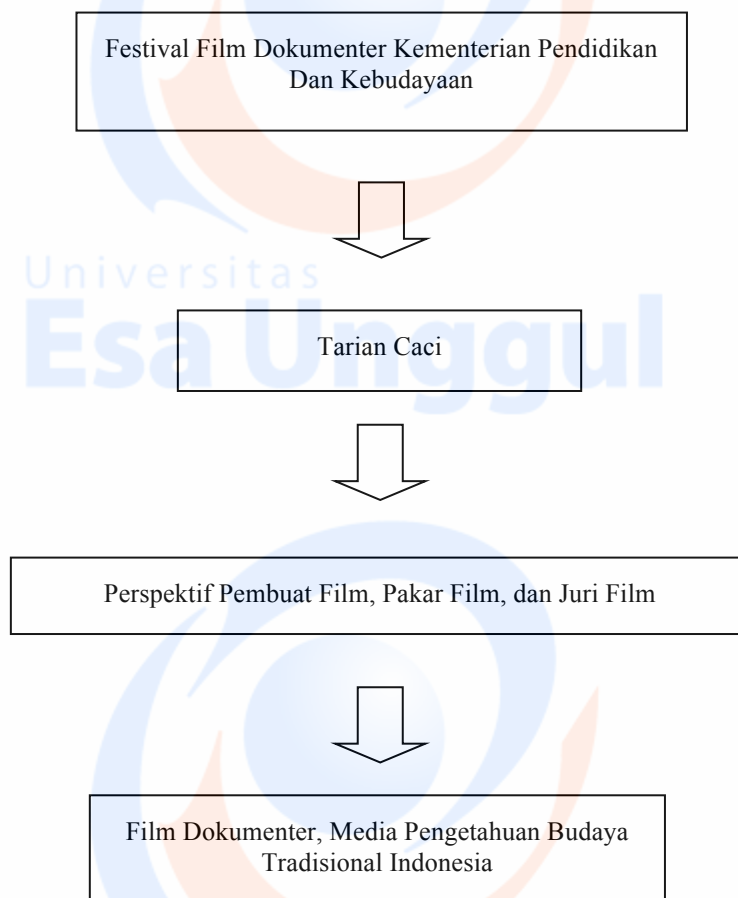 Festival Film Dokumenter Kementerian Pendidikan
Dan Kebudayaan
Universitas
Esa Unggul
Tarian Caci
Perspektif Pembuat Film, Pakar Film, dan Juri Film
Film Dokumenter, Media Pengetahuan Budaya
Tradisional Indonesia